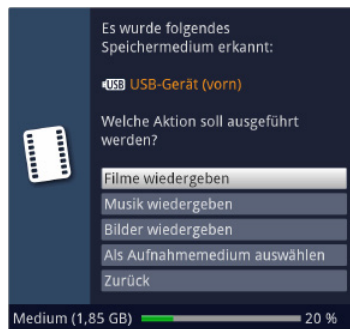 Es wurde folgendes
Speichermedium erkannt:
USB USB-Gerät (vorn)
Welche Aktion soll ausgeführt
werden?
Filme wiedergeben
Musik wiedergeben
Bilder wiedergeben
Als Aufnahmemedium auswählen
Zurück
Medium (1,85 GB) 20 %